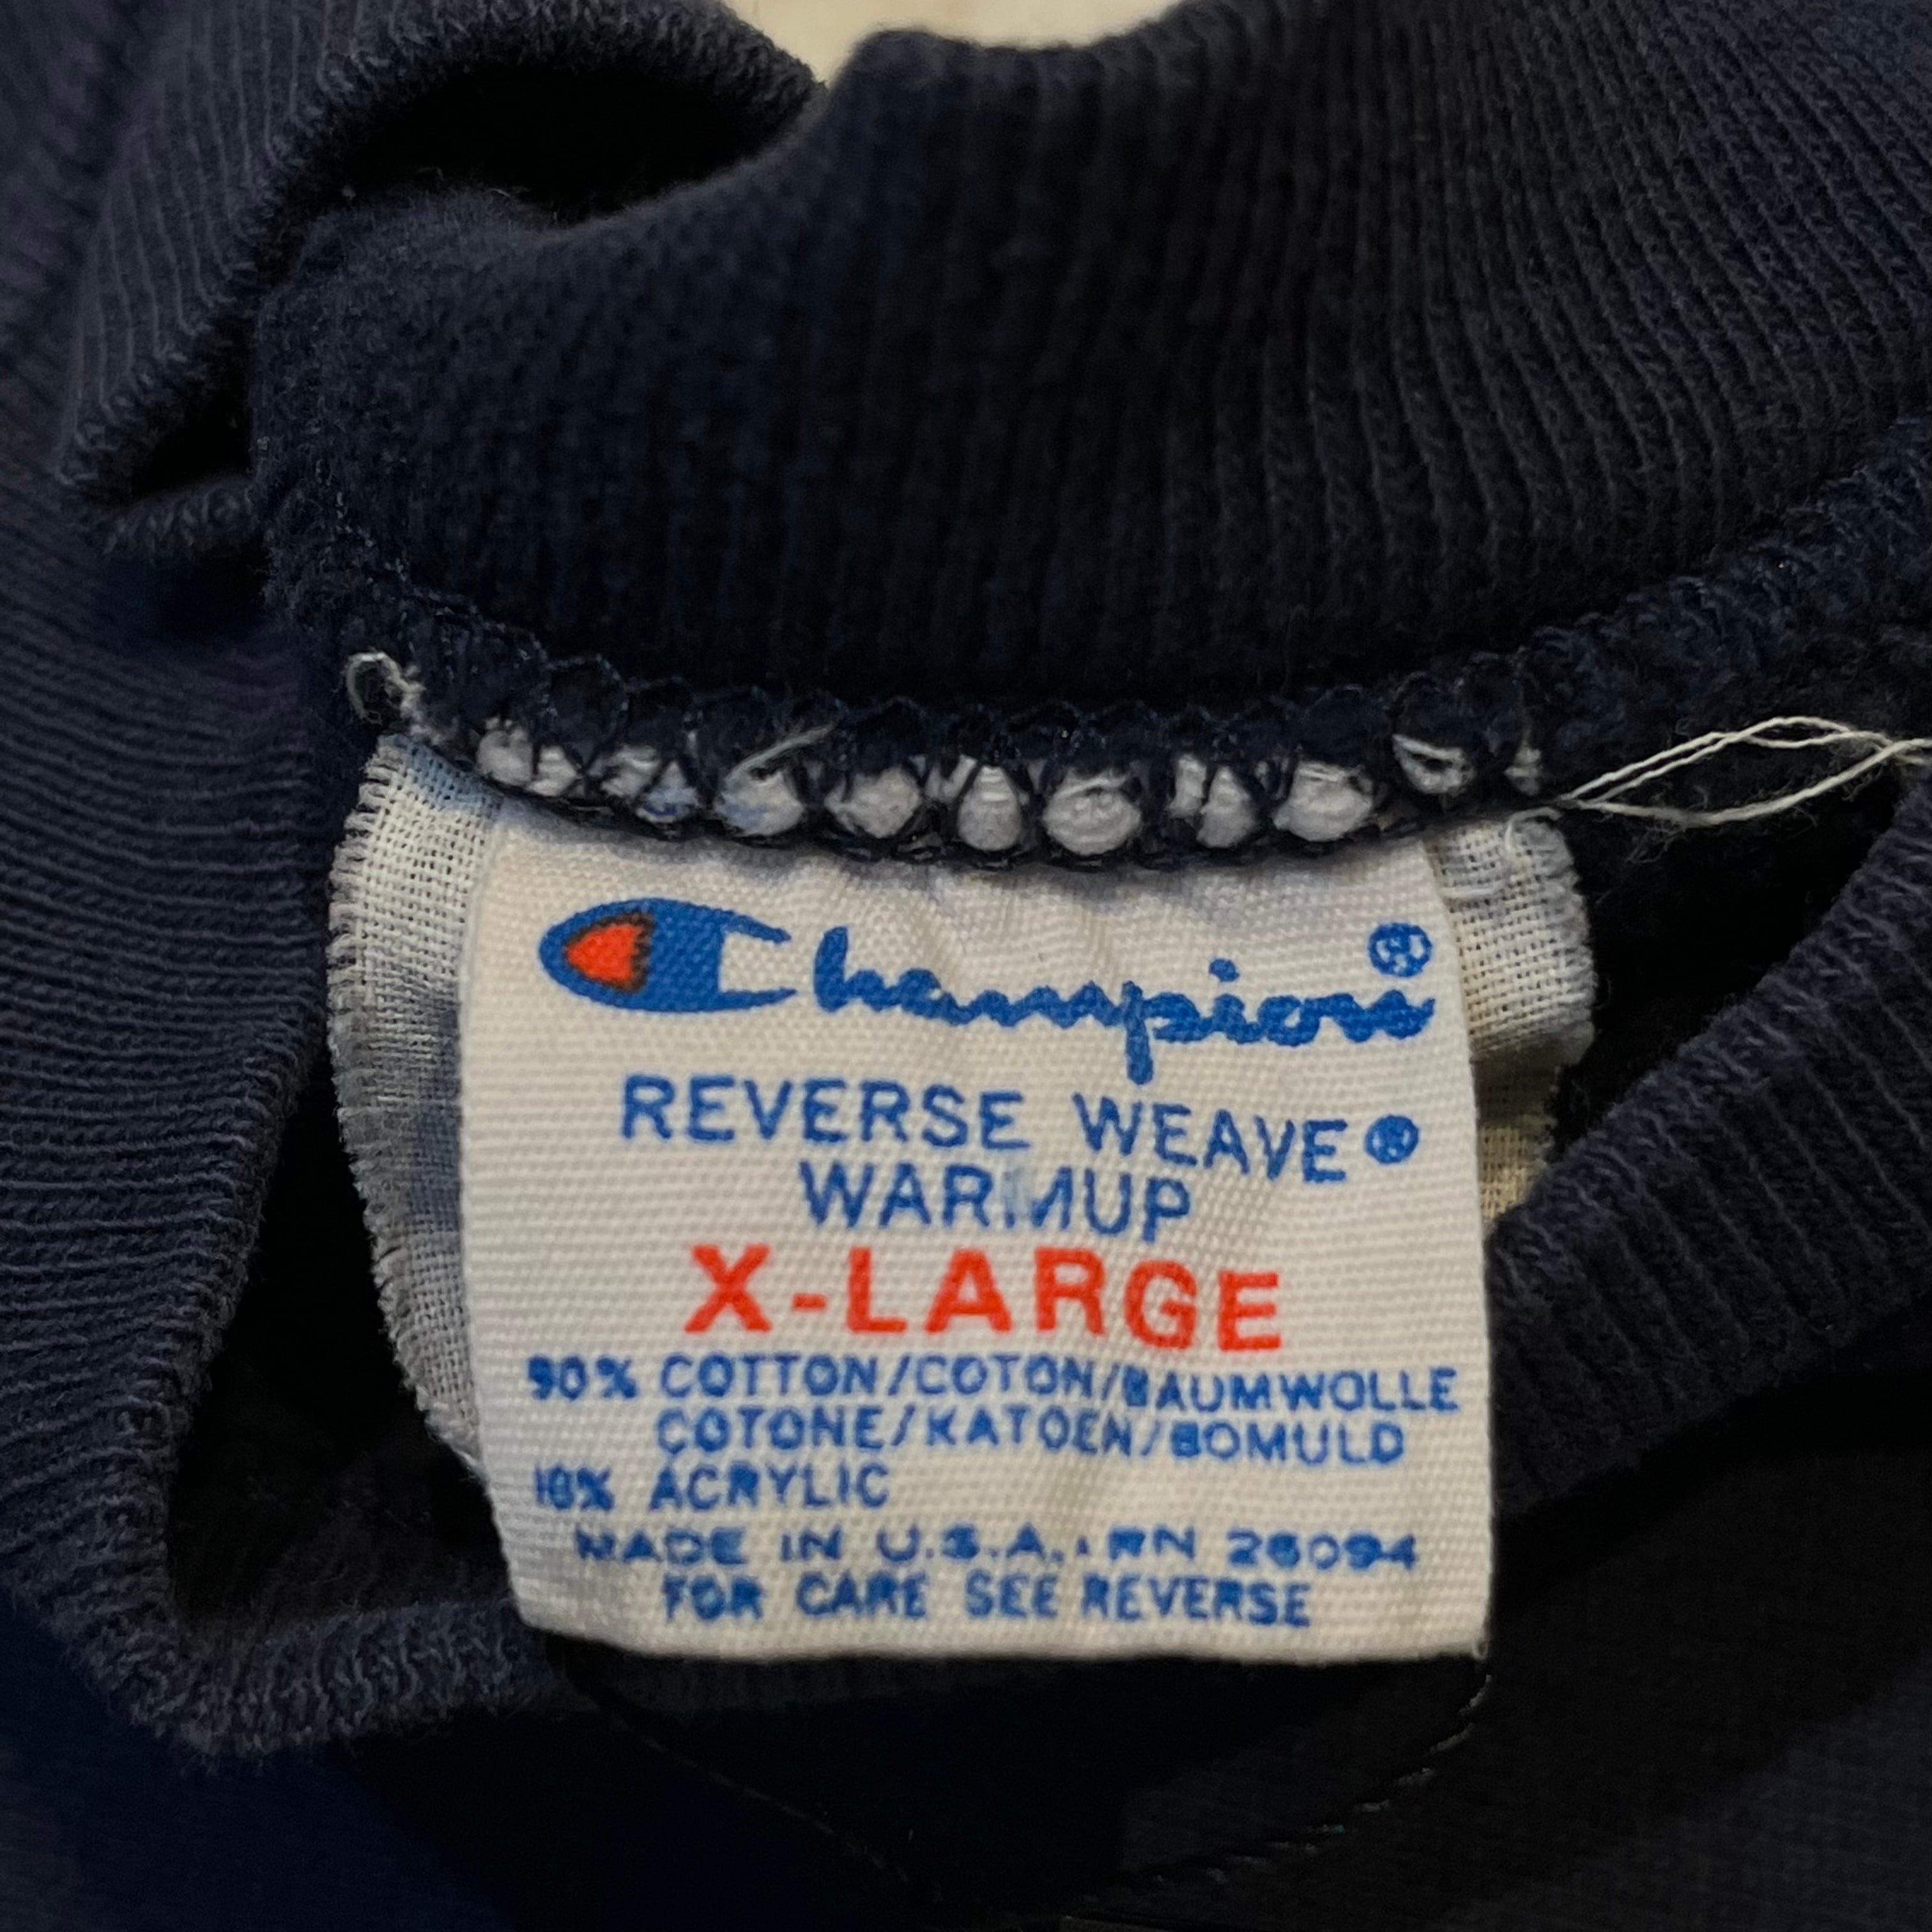 Champion®
REVERSE WEAVE®
WARMUP
X-LARGE
90% COTTON/COTON/BAUMWOLLE
COTONE/KATOEN/BOMULD
10% ACRYLIC
MADE IN U.S.A. • RN 26094
FOR CARE SEE REVERSE